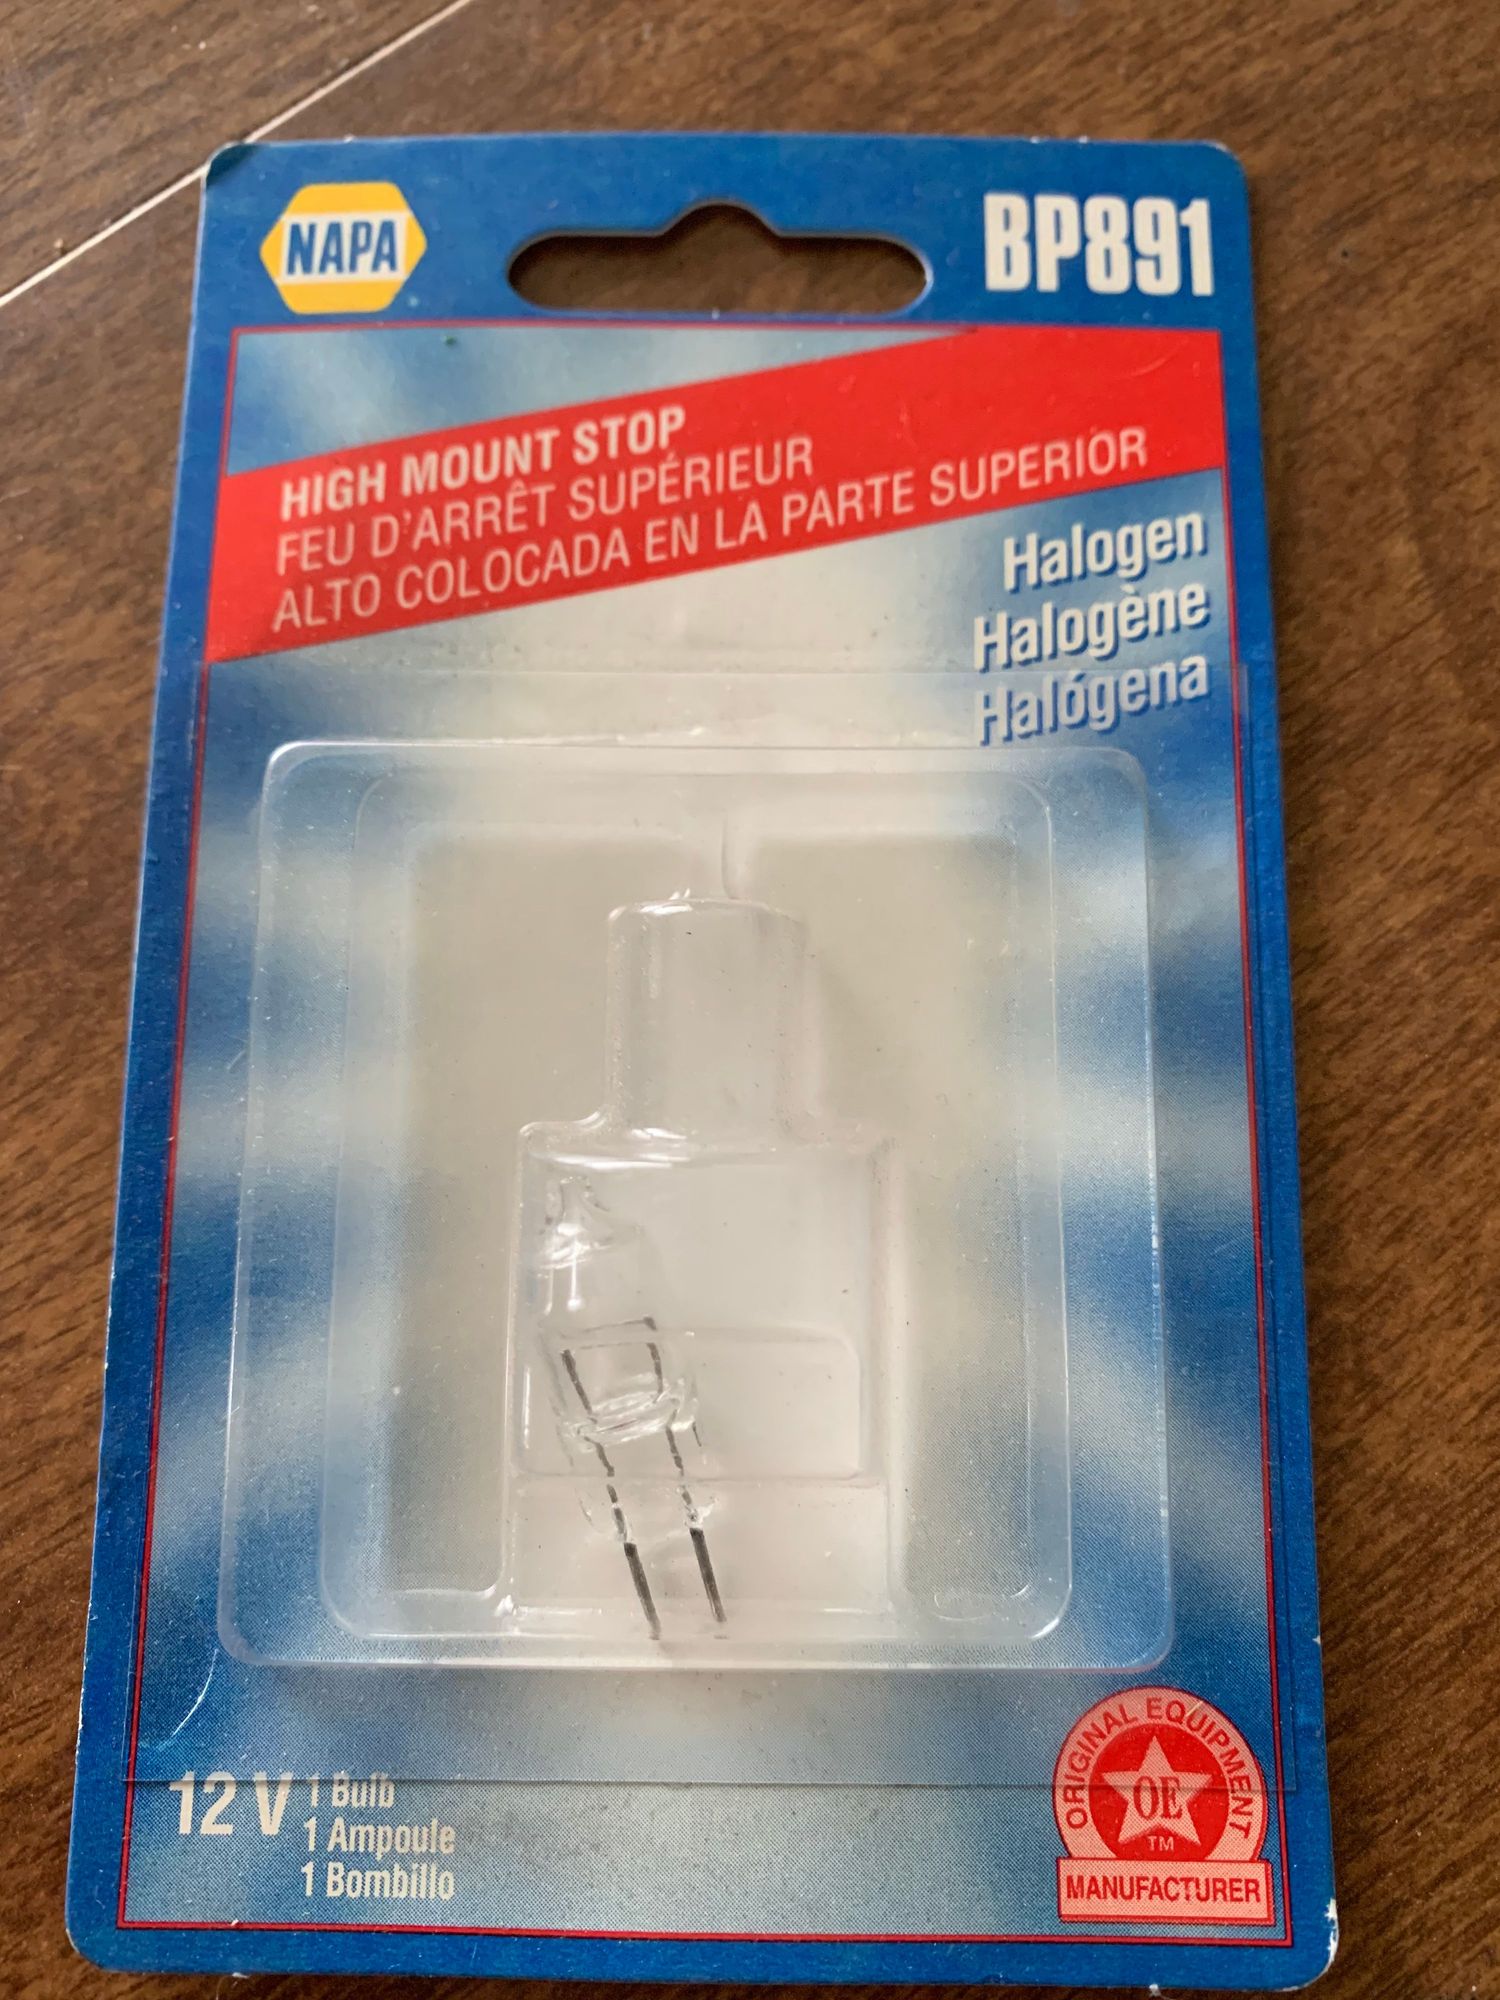 NAPA
BP891
HIGH MOUNT STOP
FEU D'ARRÊT SUPÉRIEUR
ALTO COLOCADA EN LA PARTE SUPERIOR
Halogen
Halogène
Halógena
12 V
1 Bulb
1 Ampoule
1 Bombillo
ORIGINAL EQUIPMENT
OE
TM
MANUFACTURER